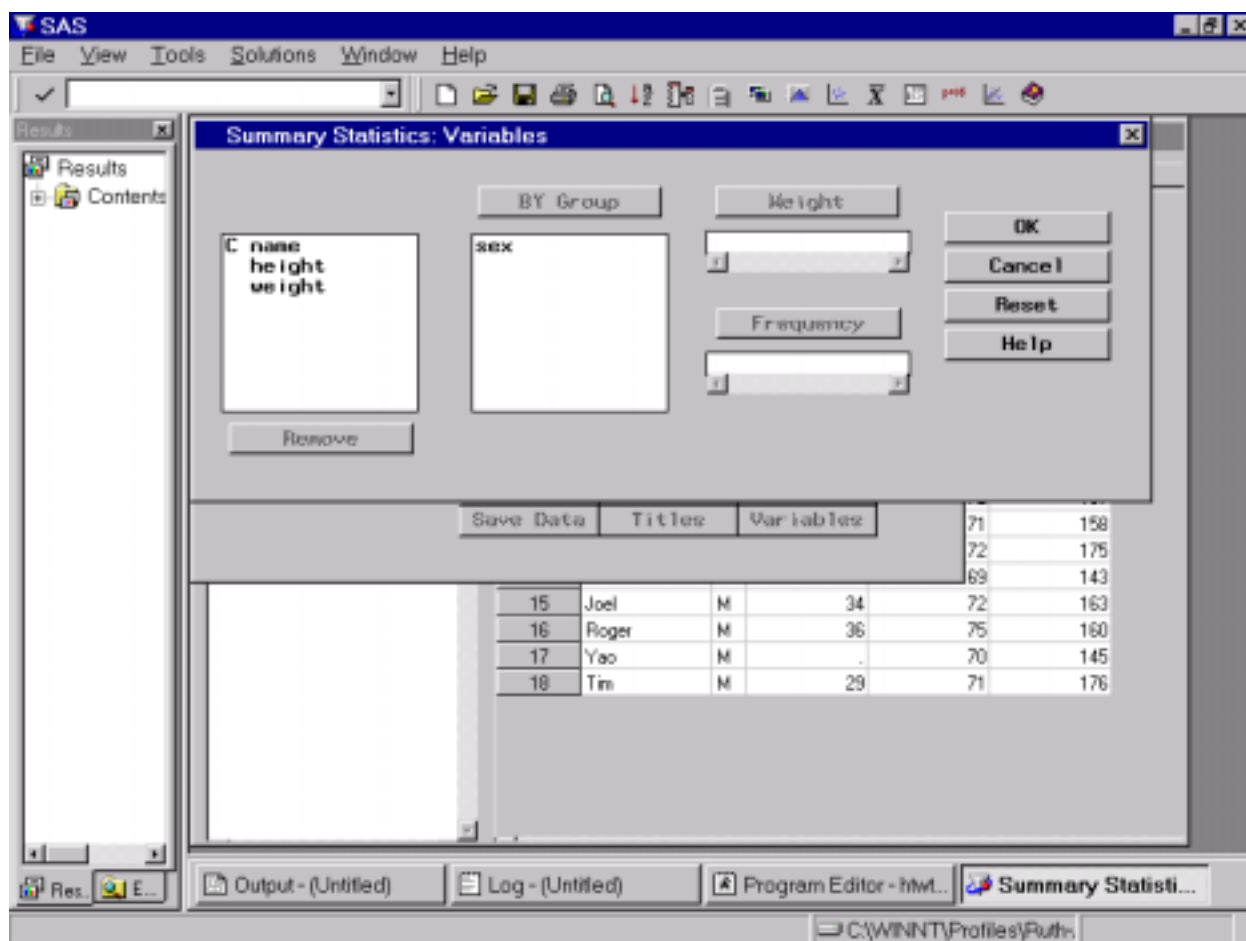 SAS
File View Tools Solutions Window Help
Results
Summary Statistics: Variables
Results
Contents
BY Group
Weight
OK
C name
height
weight
sex
Cancel
Frequency
Reset
Help
Remove
Save Data Titles Variables
71 158
72 175
69 143
15 Joel M 34 72 163
16 Roger M 36 75 160
17 Yao M . 70 145
18 Tim M 29 71 176
Res.. E...
Output - (Untitled)
Log - (Untitled)
Program Editor - htwt...
Summary Statisti...
C:\WINNT\Profiles\Ruth